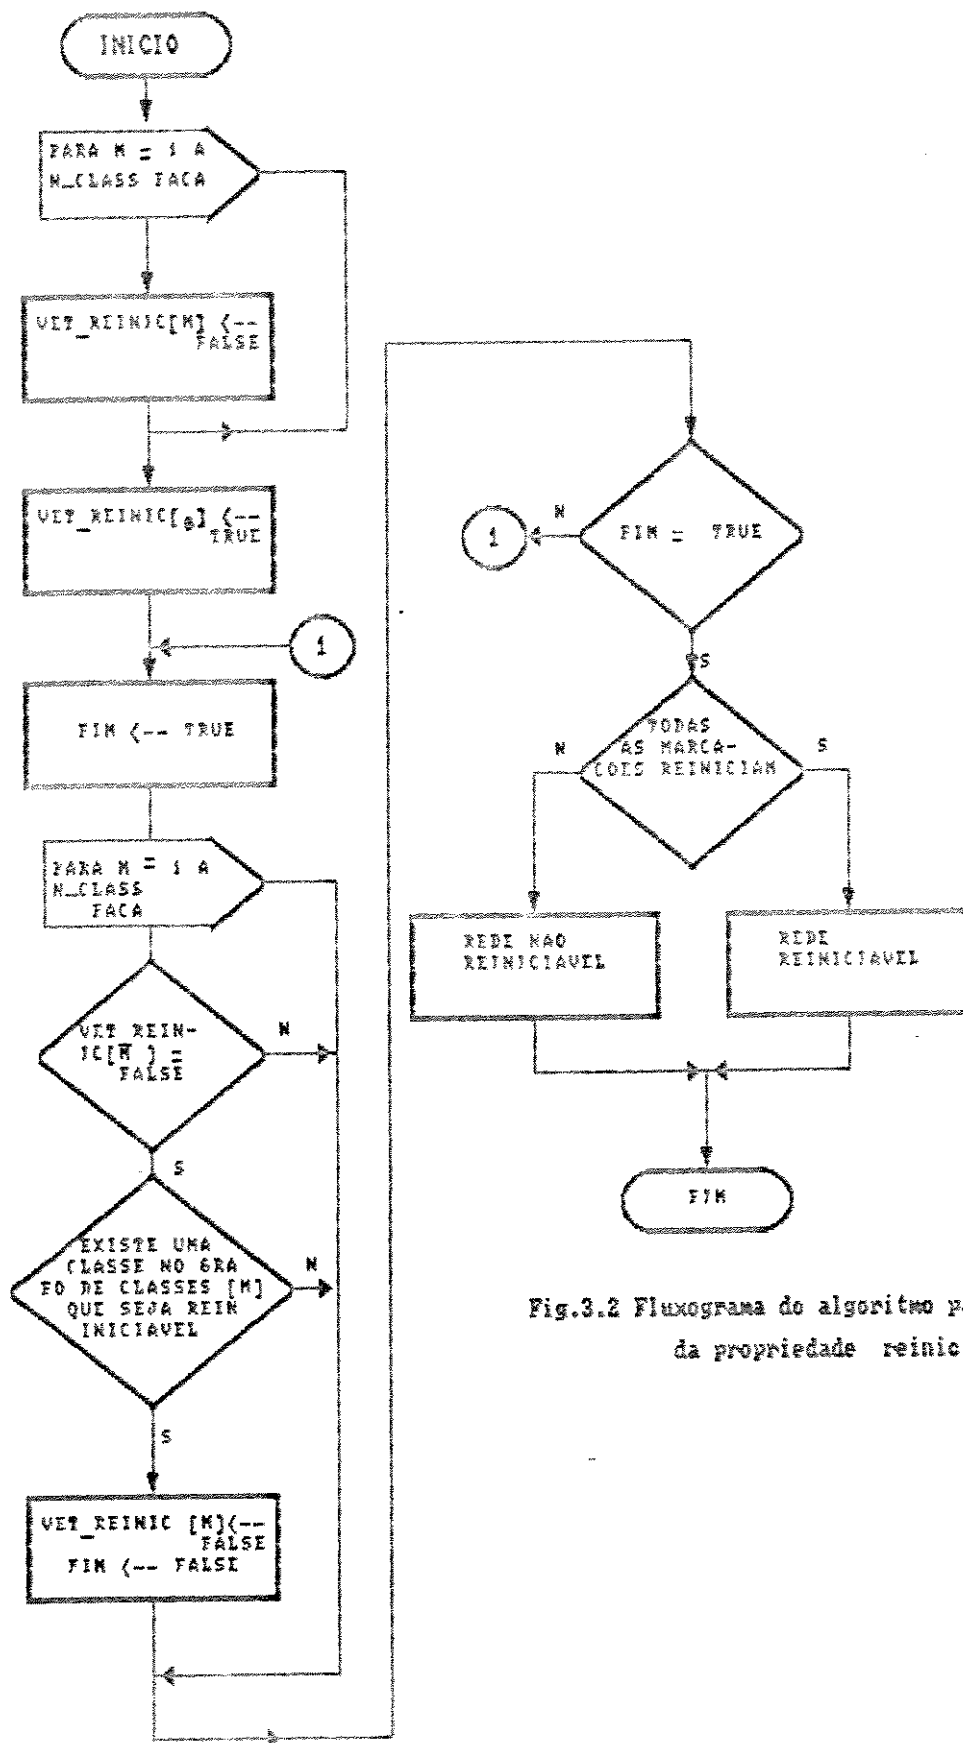 INICIO
PARA M = 1 A
N_CLASS FACA
VET_REINIC[M] <--
FALSE
VET_REINIC[0] <--
TRUE
1
FIM <-- TRUE
PARA M = 1 A
N_CLASS
FACA
VET REIN-
IC[M ] =
FALSE
N
S
EXISTE UMA
CLASSE NO GRA
FO DE CLASSES [M]
QUE SEJA REIN
INICIAVEL
N
S
VET_REINIC [M]<--
FALSE
FIM <-- FALSE
FIM = TRUE
N
1
S
TODAS
AS MARCA-
COES REINICIAM
N
S
REDE NAO
REINICIAVEL
REDE
REINICIAVEL
FIM
Fig.3.2 Fluxograma do algoritmo
da propriedade reinic